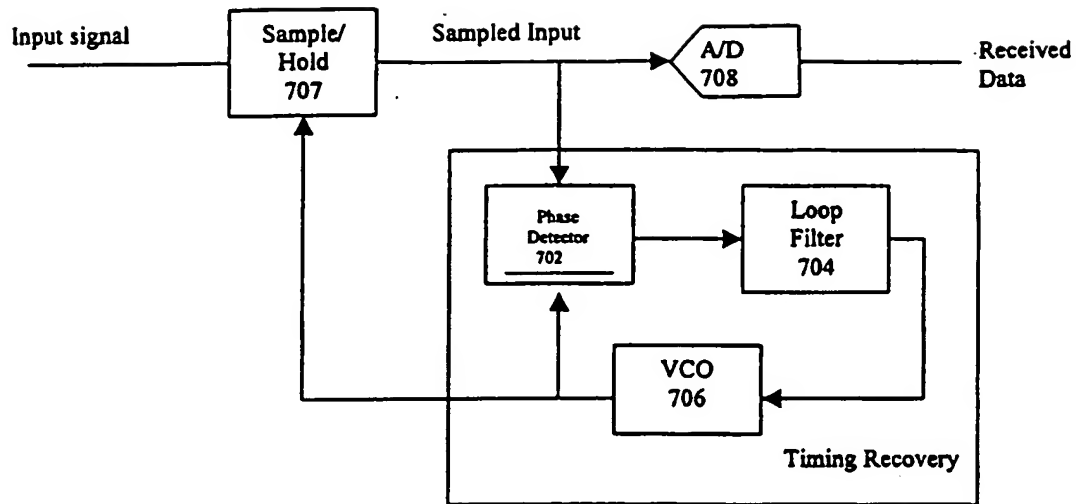 Input signal
Sample/
Hold
707
Sampled Input
A/D
708
Received
Data
Phase
Detector
702
Loop
Filter
704
VCO
706
Timing Recovery